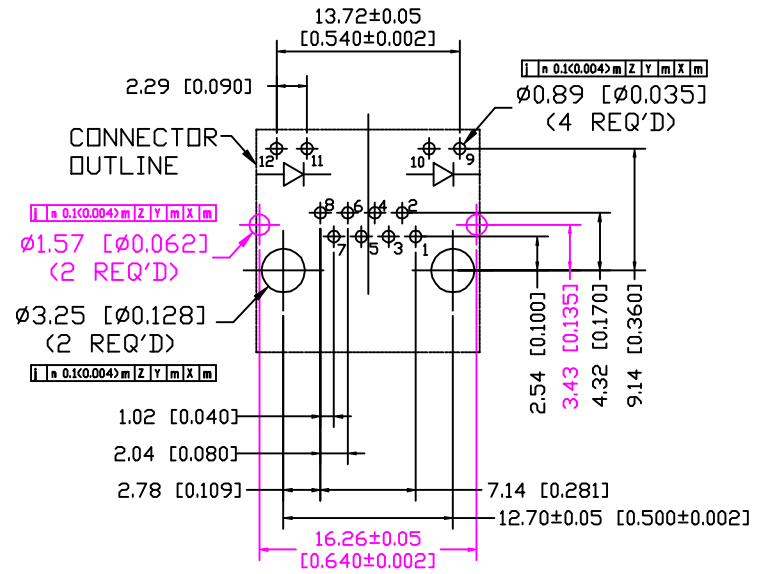 13.72±0.05
[0.540±0.002]
2.29 [0.090]
j n 0.1(0.004) m Z Y m X m
ø0.89 [ø0.035]
(4 REQ'D)
CONNECTOR
OUTLINE
12 11 10 9
8 6 4 2
7 5 3 1
j n 0.1(0.004) m Z Y m X m
ø1.57 [ø0.062]
(2 REQ'D)
ø3.25 [ø0.128]
(2 REQ'D)
j n 0.1(0.004) m Z Y m X m
2.54 [0.100]
3.43 [0.135]
4.32 [0.170]
9.14 [0.360]
1.02 [0.040]
2.04 [0.080]
2.78 [0.109]
7.14 [0.281]
12.70±0.05 [0.500±0.002]
16.26±0.05
[0.640±0.002]